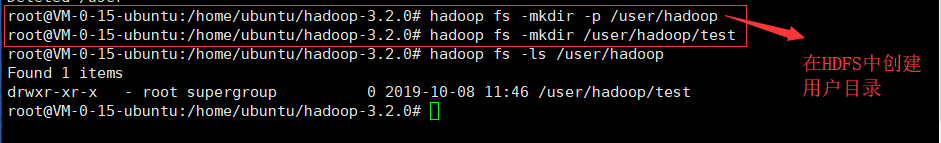 Deleted /user
root@VM-0-15-ubuntu:/home/ubuntu/hadoop-3.2.0# hadoop fs -mkdir -p /user/hadoop
root@VM-0-15-ubuntu:/home/ubuntu/hadoop-3.2.0# hadoop fs -mkdir /user/hadoop/test
root@VM-0-15-ubuntu:/home/ubuntu/hadoop-3.2.0# hadoop fs -ls /user/hadoop
Found 1 items
drwxr-xr-x   - root supergroup          0 2019-10-08 11:46 /user/hadoop/test
root@VM-0-15-ubuntu:/home/ubuntu/hadoop-3.2.0#
在HDFS中创建
用户目录